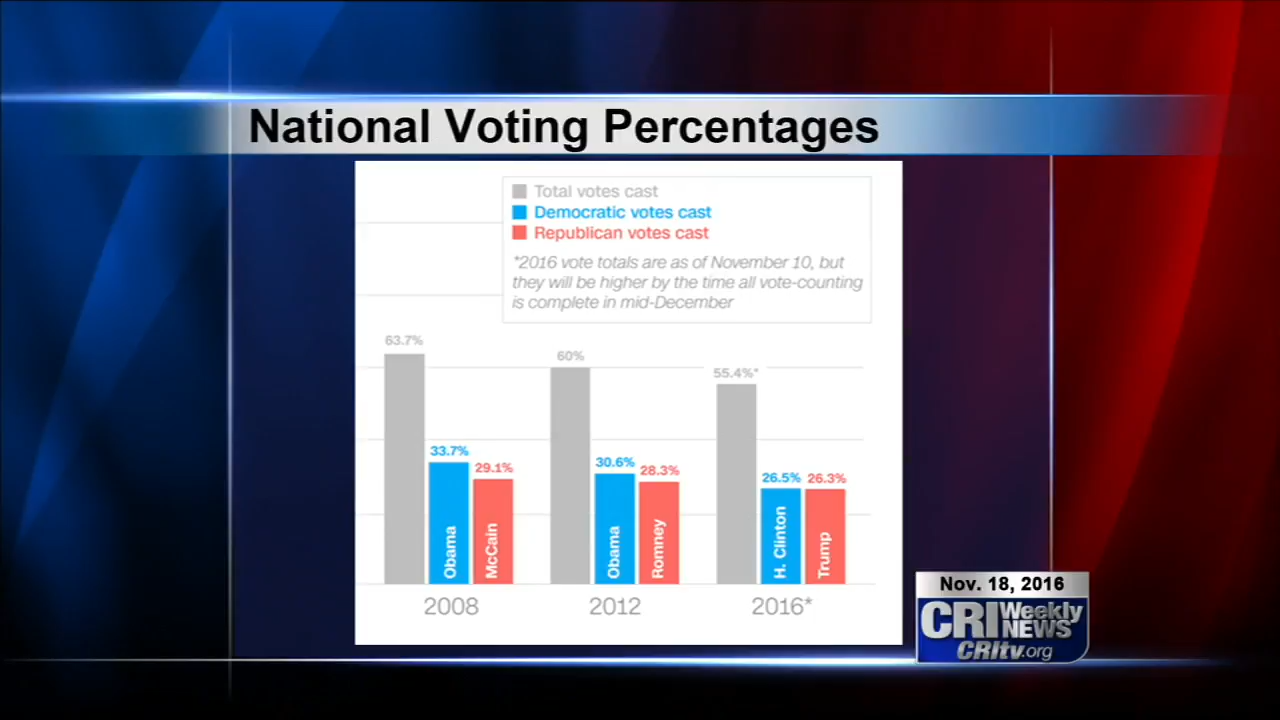 National Voting Percentages
Total votes cast
Democratic votes cast
Republican votes cast
*2016 vote totals are as of November 10, but
they will be higher by the time all vote-counting
is complete in mid-December
63.7%
33.7%
29.1%
Obama
McCain
2008
60%
30.6%
28.3%
Obama
Romney
2012
55.4%*
26.5%
26.3%
H. Clinton
Trump
2016*
Nov. 18, 2016
CRI Weekly NEWS
CRItv.org